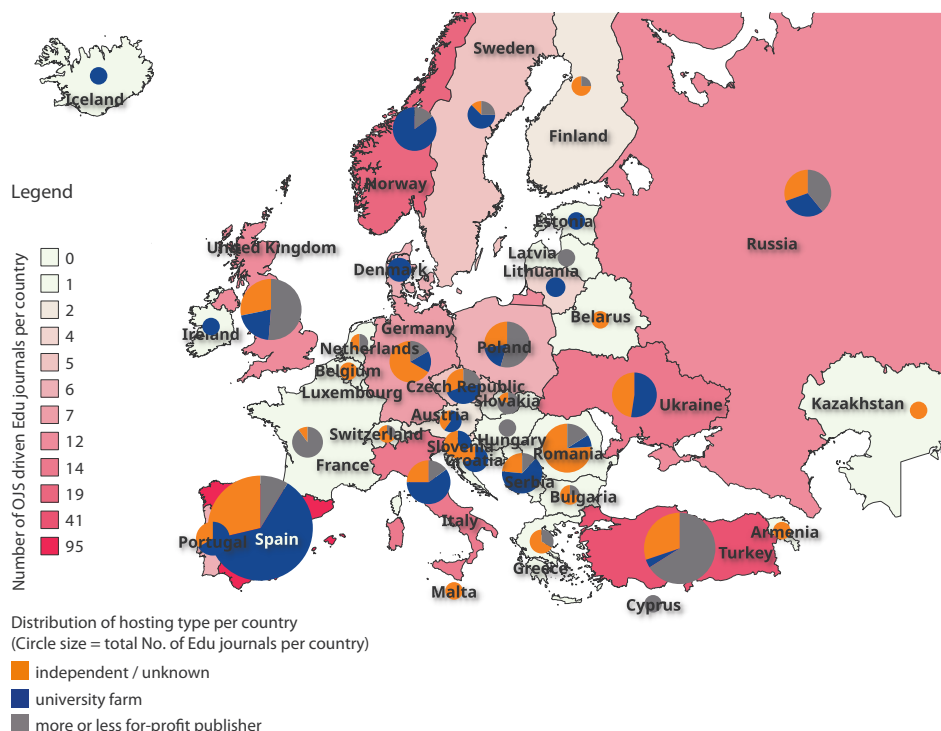 Sweden
Iceland
Finland
Legend
Norway
Estonia
United Kingdom
Russia
Latvia
Denmark
Lithuania
Belarus
Ireland
Germany
Netherlands
Poland
Belgium
Czech Republic
Luxembourg
Slovakia
Ukraine
Kazakhstan
Austria
Switzerland
Hungary
Slovenia
Romania
Croatia
France
Serbia
Bulgaria
Italy
Armenia
Portugal
Spain
Turkey
Greece
Malta
Cyprus
Number of OJS driven Edu journals per country
0
1
2
4
5
6
7
12
14
19
41
95
Distribution of hosting type per country
(Circle size = total No. of Edu journals per country)
independent / unknown
university farm
more or less for-profit publisher